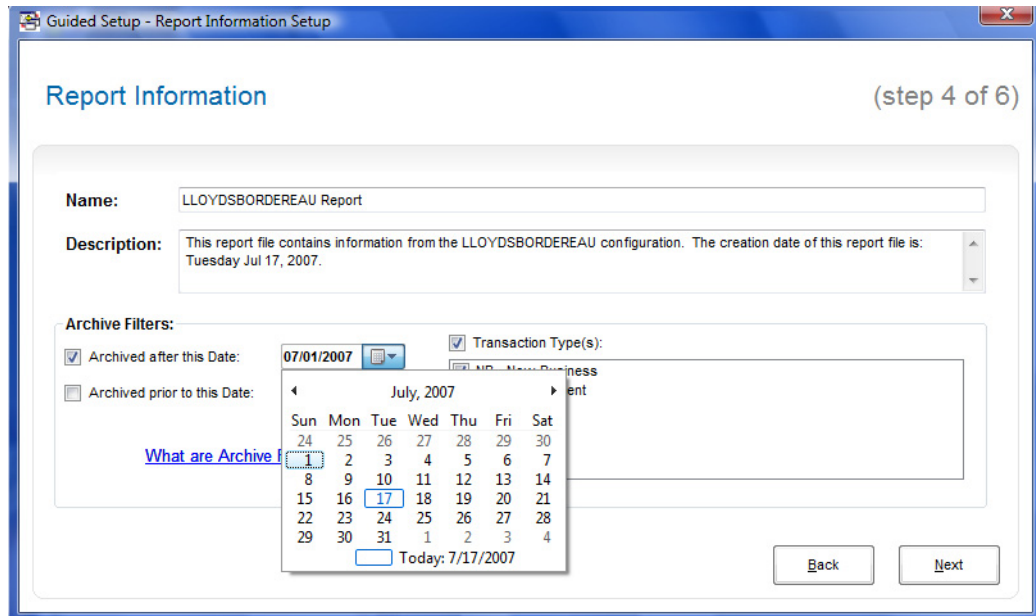 Guided Setup - Report Information Setup
Report Information
(step 4 of 6)
Name:
LLOYDSBORDEREAU Report
Description:
This report file contains information from the LLOYDSBORDEREAU configuration. The creation date of this report file is:
Tuesday Jul 17, 2007.
Archive Filters:
Archived after this Date:
07/01/2007
Transaction Type(s):
Business
Archived prior to this Date:
ent
What are Archive
July, 2007
Sun Mon Tue Wed Thu Fri Sat
24 25 26 27 28 29 30
1 2 3 4 5 6 7
8 9 10 11 12 13 14
15 16 17 18 19 20 21
22 23 24 25 26 27 28
29 30 31 1 2 3 4
Today: 7/17/2007
Back
Next